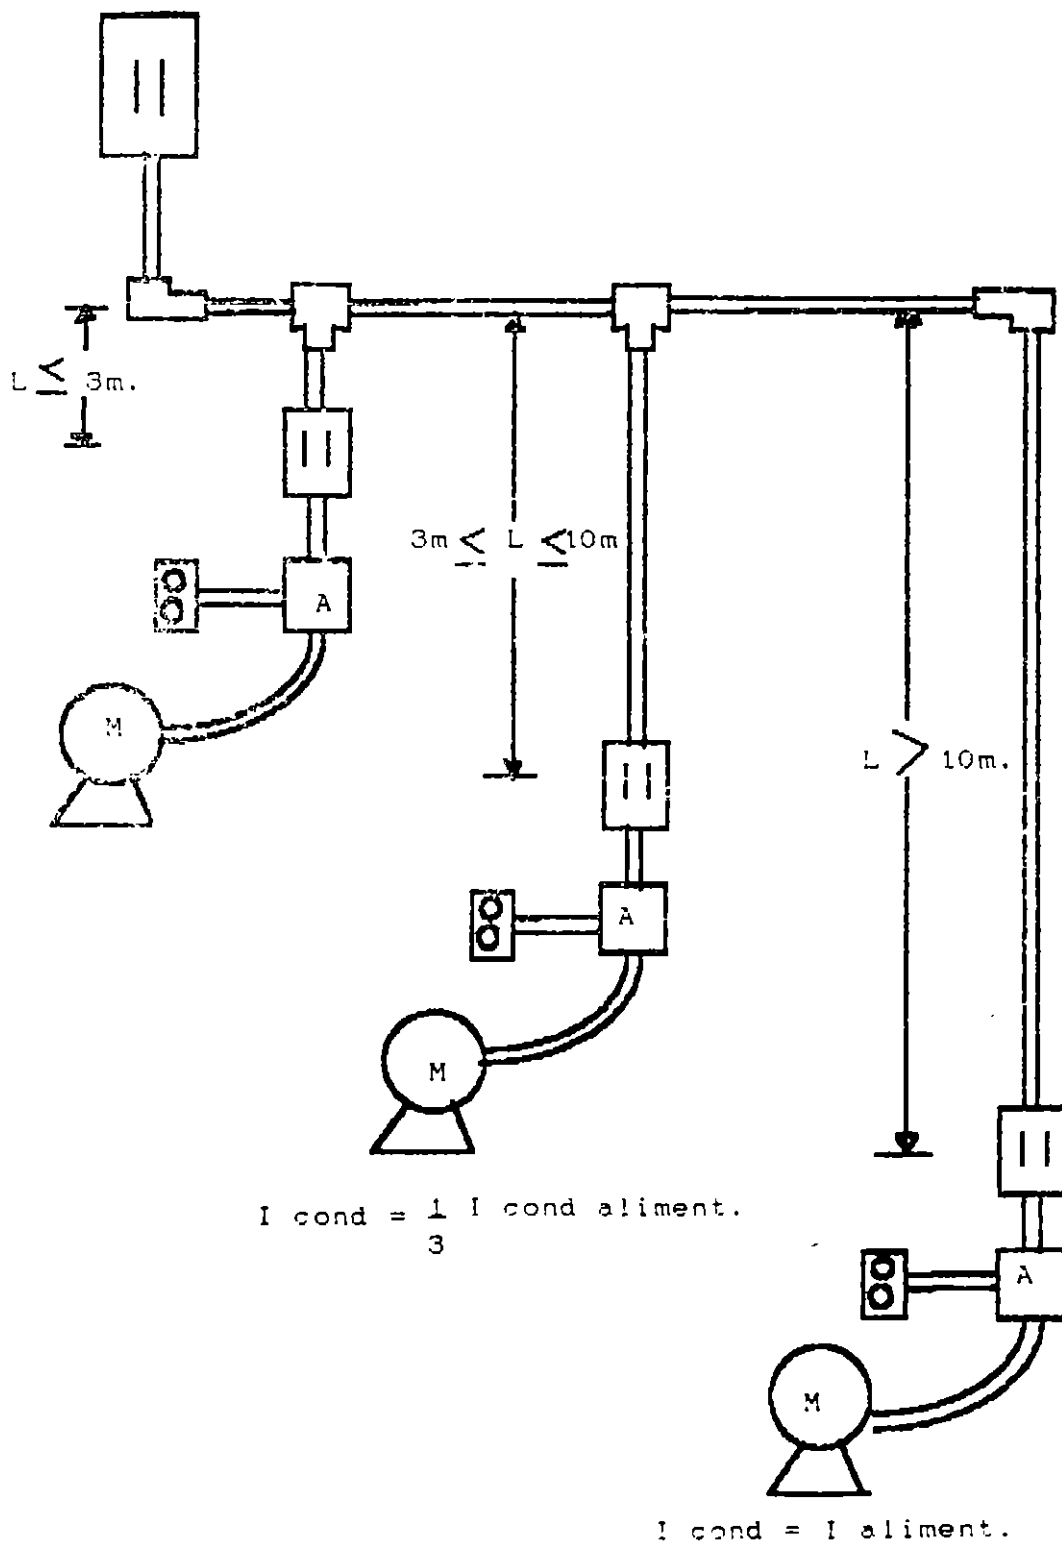 L ≤ 3m.
A
M
3m ≤ L ≤ 10m
A
M
I cond = 1/3 I cond aliment.
L > 10m.
A
M
I cond = I aliment.